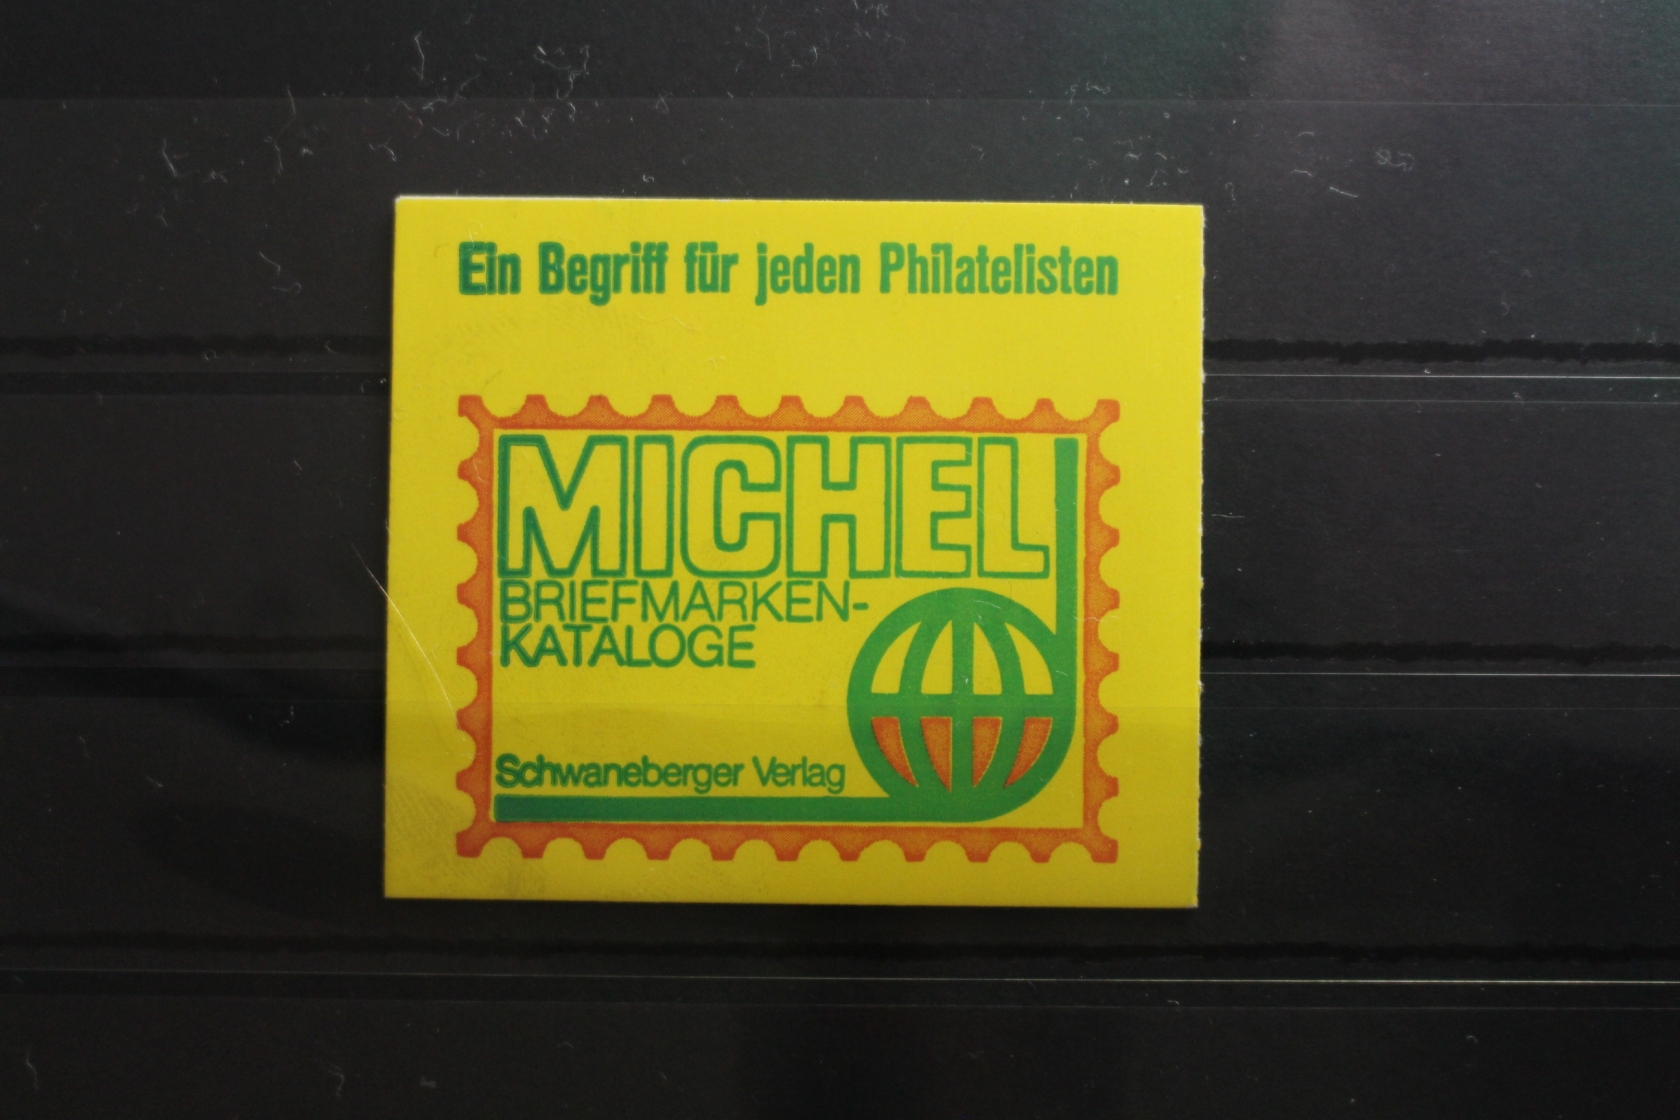 Ein Begriff für jeden Philatelisten
MICHEL
BRIEFMARKEN-
KATALOGE
Schwaneberger Verlag